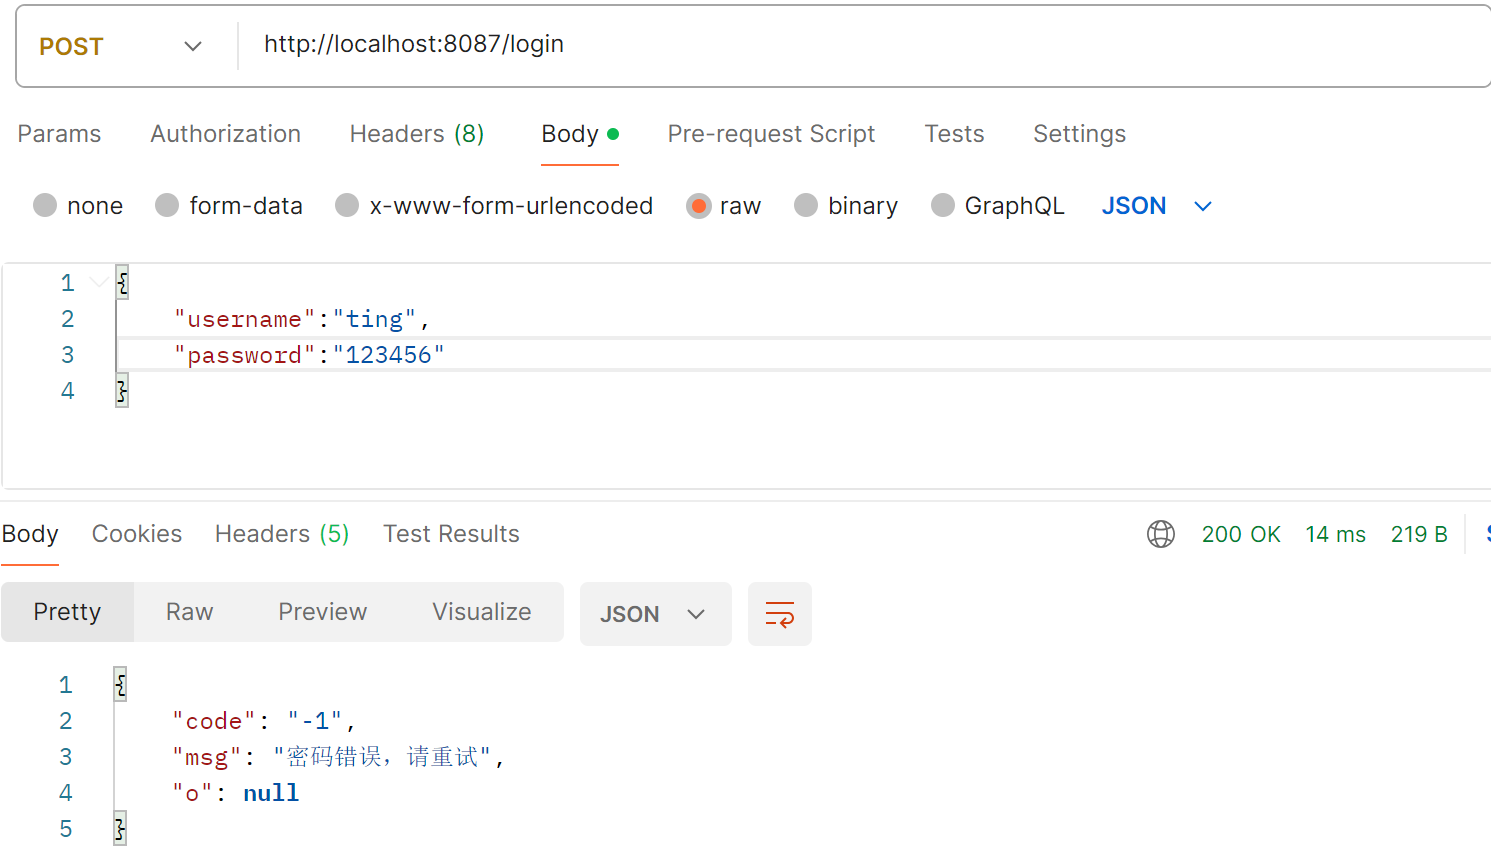 POST http://localhost:8087/login
Params Authorization Headers (8) Body Pre-request Script Tests Settings
none form-data x-www-form-urlencoded raw binary GraphQL JSON
1 {
2 "username":"ting",
3 "password":"123456"
4 }
Body Cookies Headers (5) Test Results 200 OK 14 ms 219 B
Pretty Raw Preview Visualize JSON
1 {
2 "code": "-1",
3 "msg": "密码错误，请重试",
4 "o": null
5 }